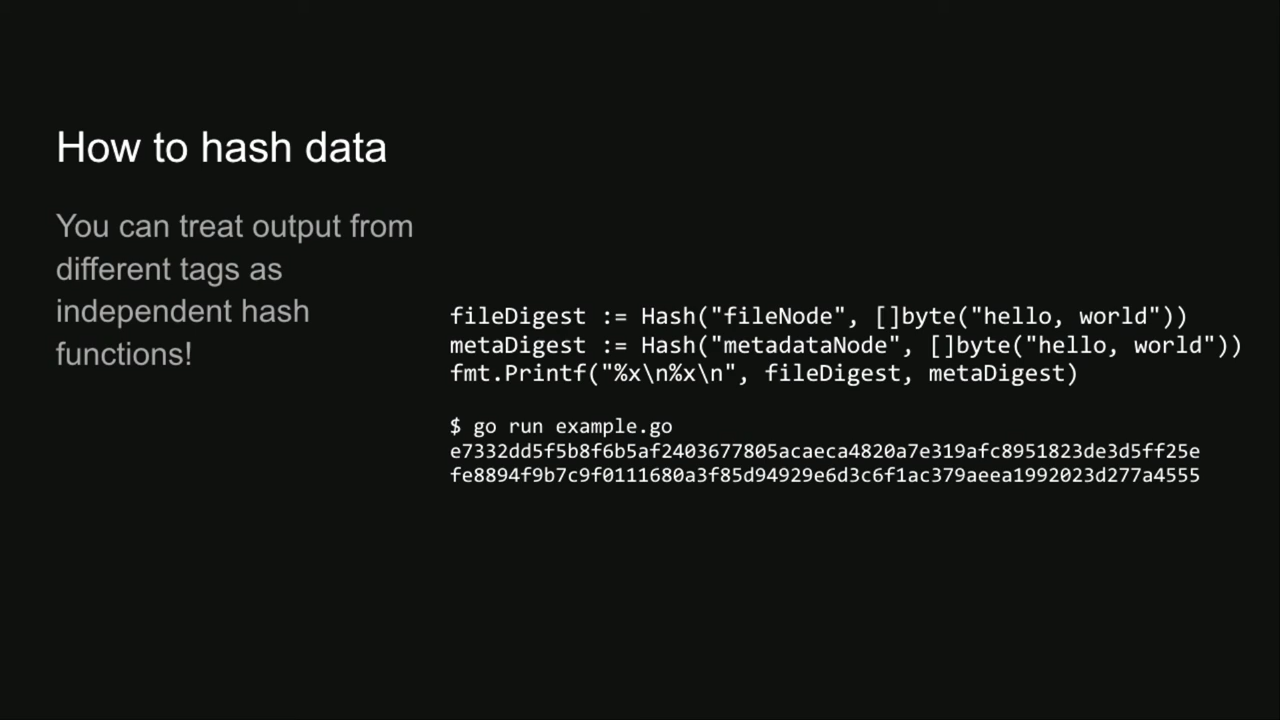 How to hash data
You can treat output from
different tags as
independent hash
functions!
fileDigest := Hash("fileNode", []byte("hello, world"))
metaDigest := Hash("metadataNode", []byte("hello, world"))
fmt.Printf("%x\n%x\n", fileDigest, metaDigest)
$ go run example.go
e7332dd5f5b8f6b5af2403677805acaeca4820a7e319afc8951823de3d5ff25e
fe8894f9b7c9f0111680a3f85d94929e6d3c6f1ac379aeea1992023d277a4555